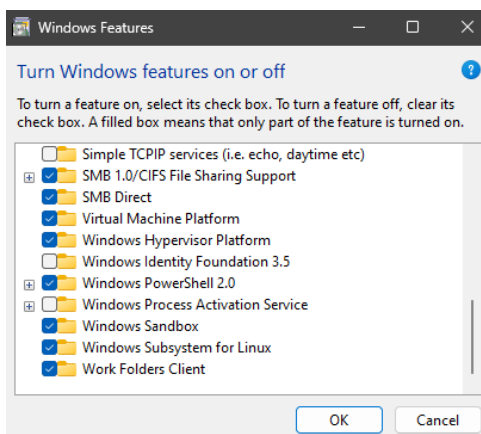 Windows Features
Turn Windows features on or off
?
To turn a feature on, select its check box. To turn a feature off, clear its
check box. A filled box means that only part of the feature is turned on.
Simple TCPIP services (i.e. echo, daytime etc)
SMB 1.0/CIFS File Sharing Support
SMB Direct
Virtual Machine Platform
Windows Hypervisor Platform
Windows Identity Foundation 3.5
Windows PowerShell 2.0
Windows Process Activation Service
Windows Sandbox
Windows Subsystem for Linux
Work Folders Client
OK Cancel